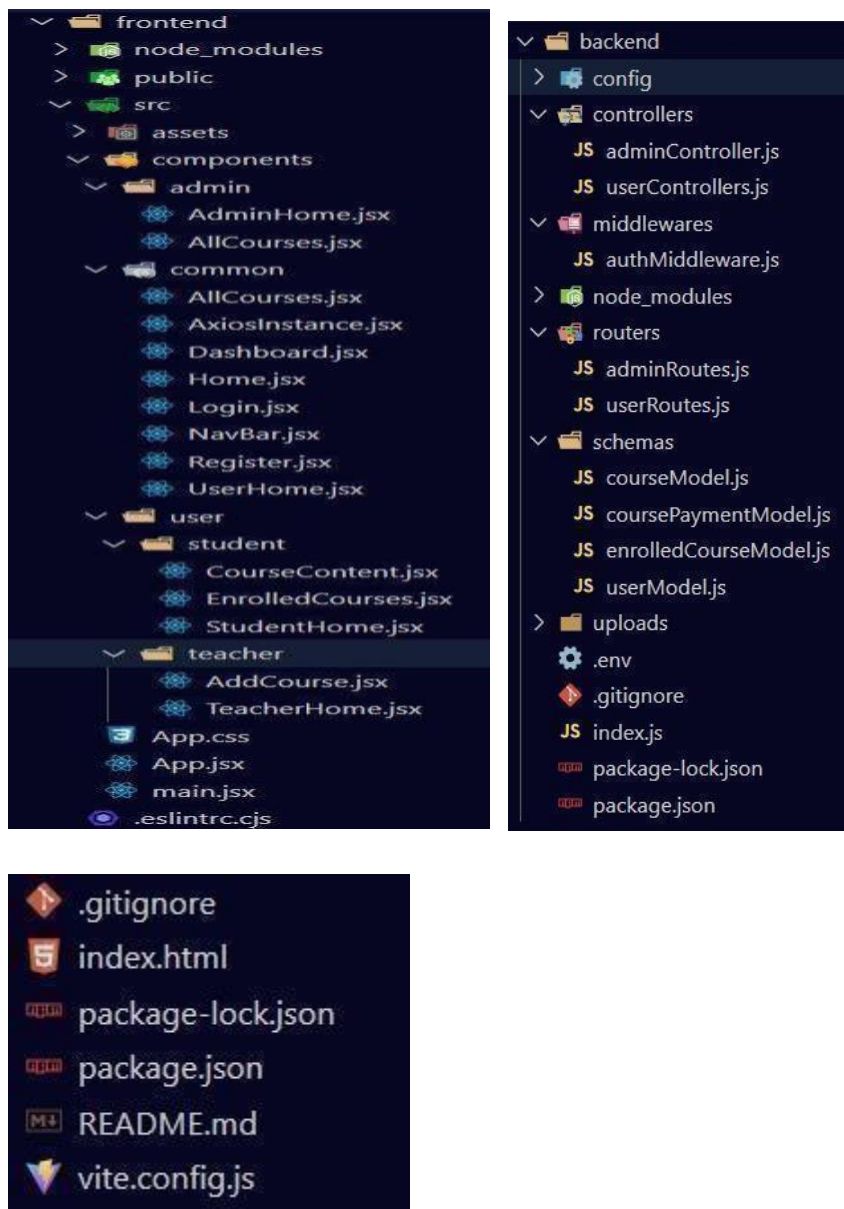 frontend
node_modules
public
src
assets
components
admin
AdminHome.jsx
AllCourses.jsx
common
AllCourses.jsx
AxiosInstance.jsx
Dashboard.jsx
Home.jsx
Login.jsx
NavBar.jsx
Register.jsx
UserHome.jsx
user
student
CourseContent.jsx
EnrolledCourses.jsx
StudentHome.jsx
teacher
AddCourse.jsx
TeacherHome.jsx
App.css
App.jsx
main.jsx
.eslintrc.cjs
backend
config
controllers
JS adminController.js
JS userControllers.js
middlewares
JS authMiddleware.js
node_modules
routers
JS adminRoutes.js
JS userRoutes.js
schemas
JS courseModel.js
JS coursePaymentModel.js
JS enrolledCourseModel.js
JS userModel.js
uploads
.env
.gitignore
JS index.js
package-lock.json
package.json
.gitignore
index.html
package-lock.json
package.json
README.md
vite.config.js